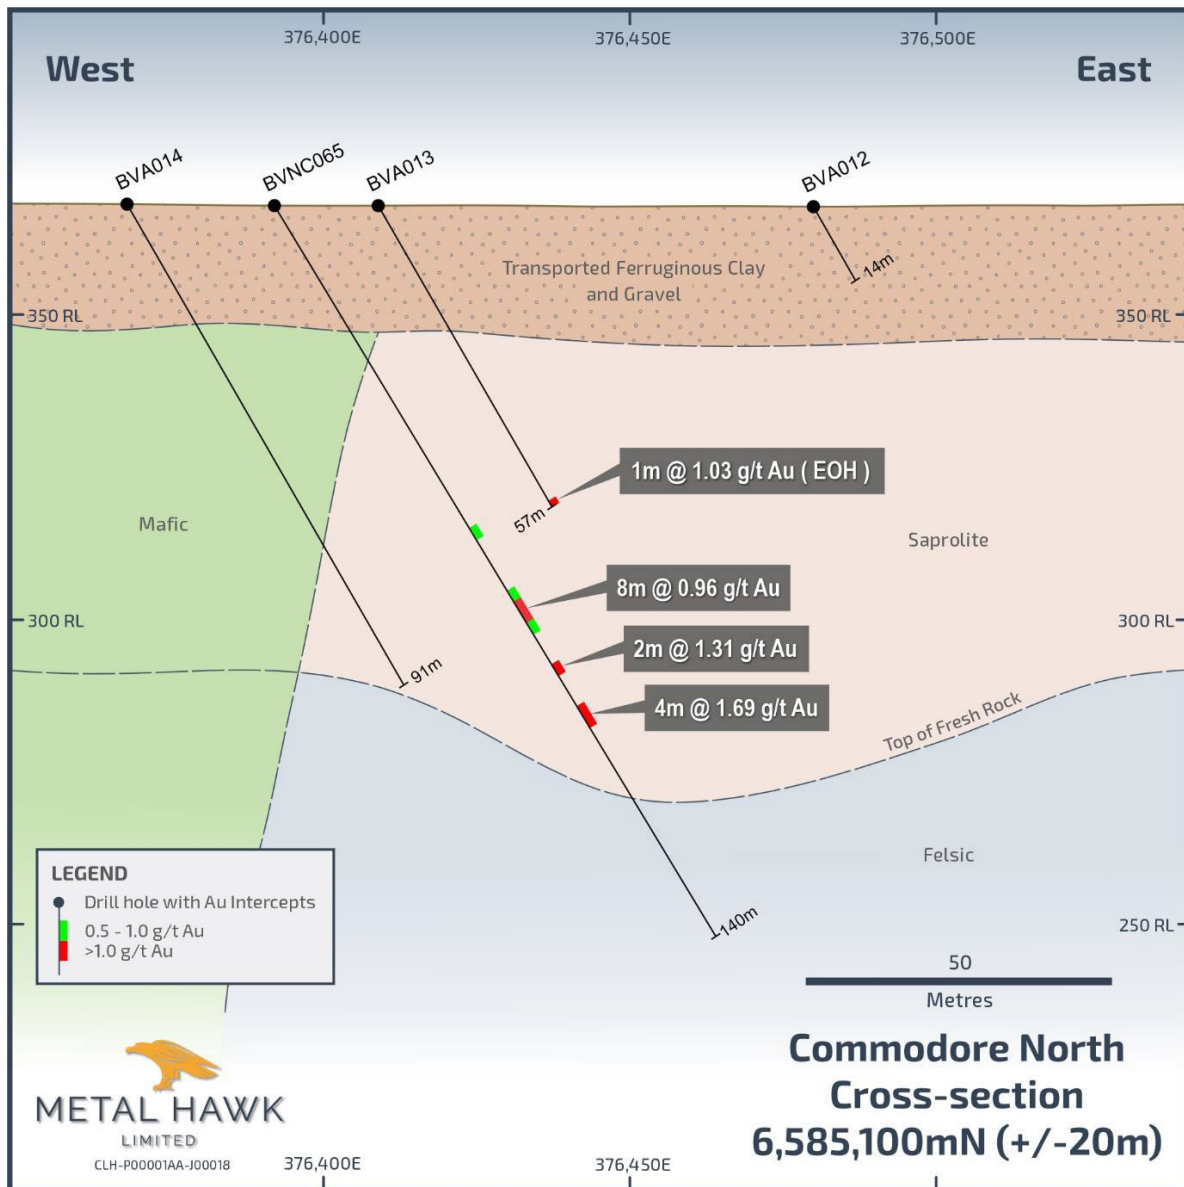 376,400E
376,450E
376,500E
West
East
BVA014
BVNC065
BVA013
BVA012
14m
Transported Ferruginous Clay
and Gravel
350 RL
350 RL
1m @ 1.03 g/t Au ( EOH )
57m
Mafic
Saprolite
8m @ 0.96 g/t Au
300 RL
300 RL
2m @ 1.31 g/t Au
91m
4m @ 1.69 g/t Au
Top of Fresh Rock
Felsic
LEGEND
Drill hole with Au Intercepts
0.5 - 1.0 g/t Au
>1.0 g/t Au
140m
250 RL
50
Metres
Commodore North
Cross-section
6,585,100mN (+/-20m)
METAL HAWK
LIMITED
CLH-P00001AA-J00018
376,400E
376,450E